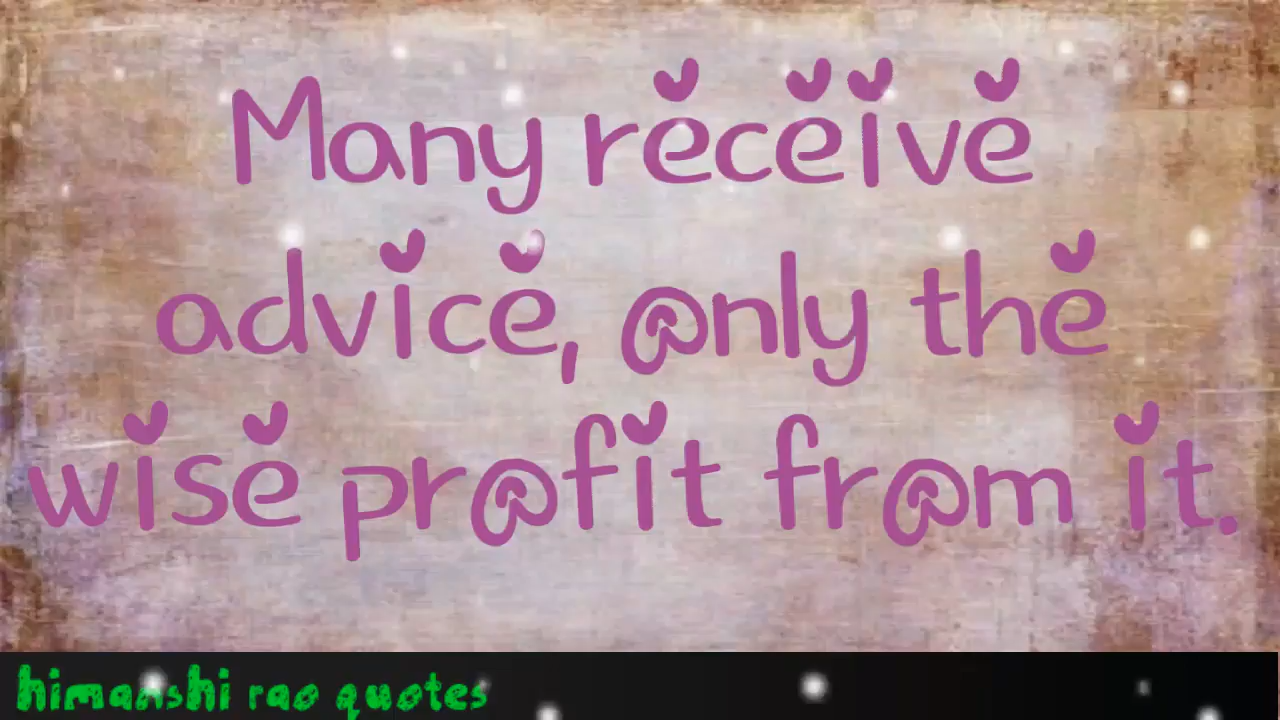 Many receive
advice, only the
wise profit from it.
himanshi rao quotes